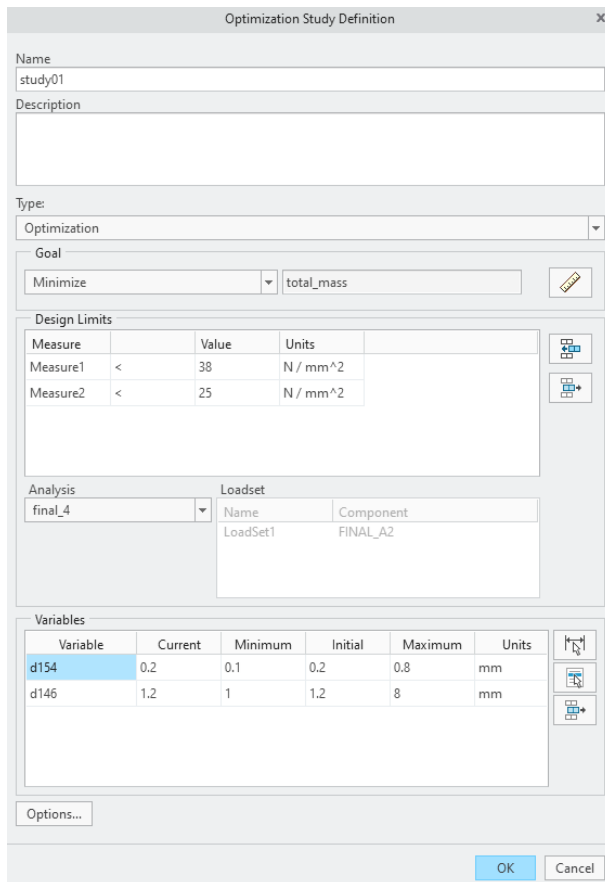 Optimization Study Definition x
Name
study01
Description
Type:
Optimization
Goal
Minimize total_mass
Design Limits
Measure Value Units
Measure1 < 38 N / mm^2
Measure2 < 25 N / mm^2
Analysis Loadset
final_4 Name Component
LoadSet1 FINAL_A2
Variables
Variable Current Minimum Initial Maximum Units
d154 0.2 0.1 0.2 0.8 mm
d146 1.2 1 1.2 8 mm
Options...
OK Cancel